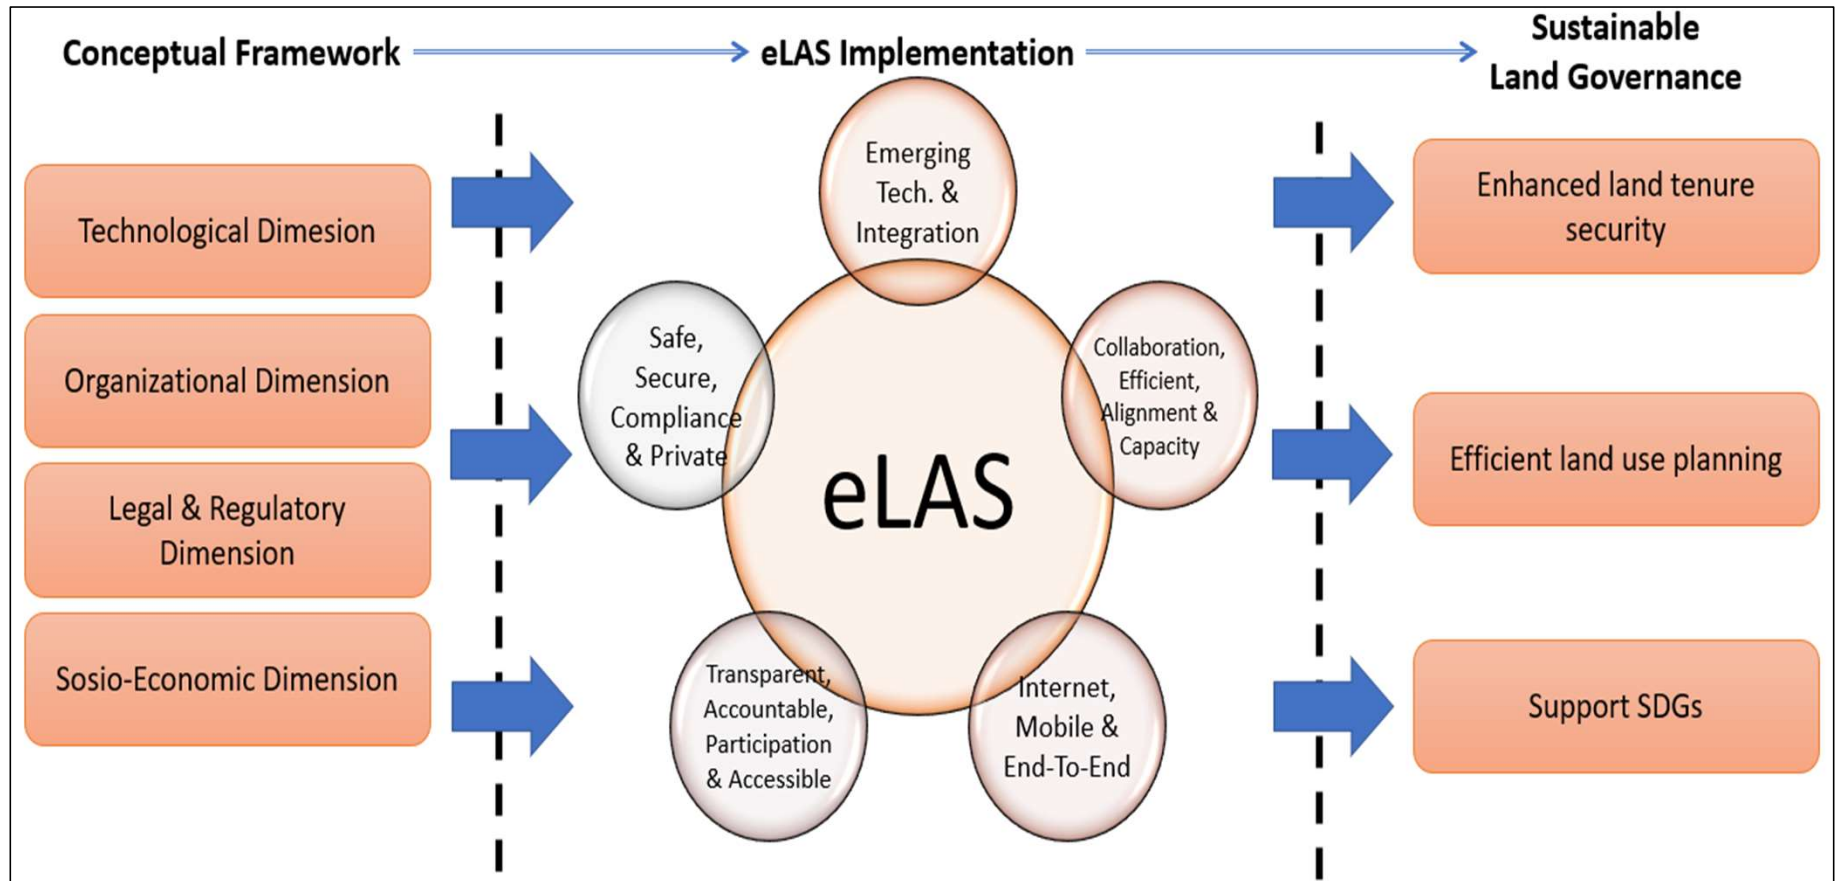 Conceptual Framework
eLAS Implementation
Sustainable
Land Governance
Technological Dimesion
Organizational Dimension
Legal & Regulatory
Dimension
Sosio-Economic Dimension
Emerging
Tech. &
Integration
Safe,
Secure,
Compliance
& Private
Collaboration,
Efficient,
Alignment &
Capacity
eLAS
Transparent,
Accountable,
Participation
& Accessible
Internet,
Mobile &
End-To-End
Enhanced land tenure
security
Efficient land use planning
Support SDGs